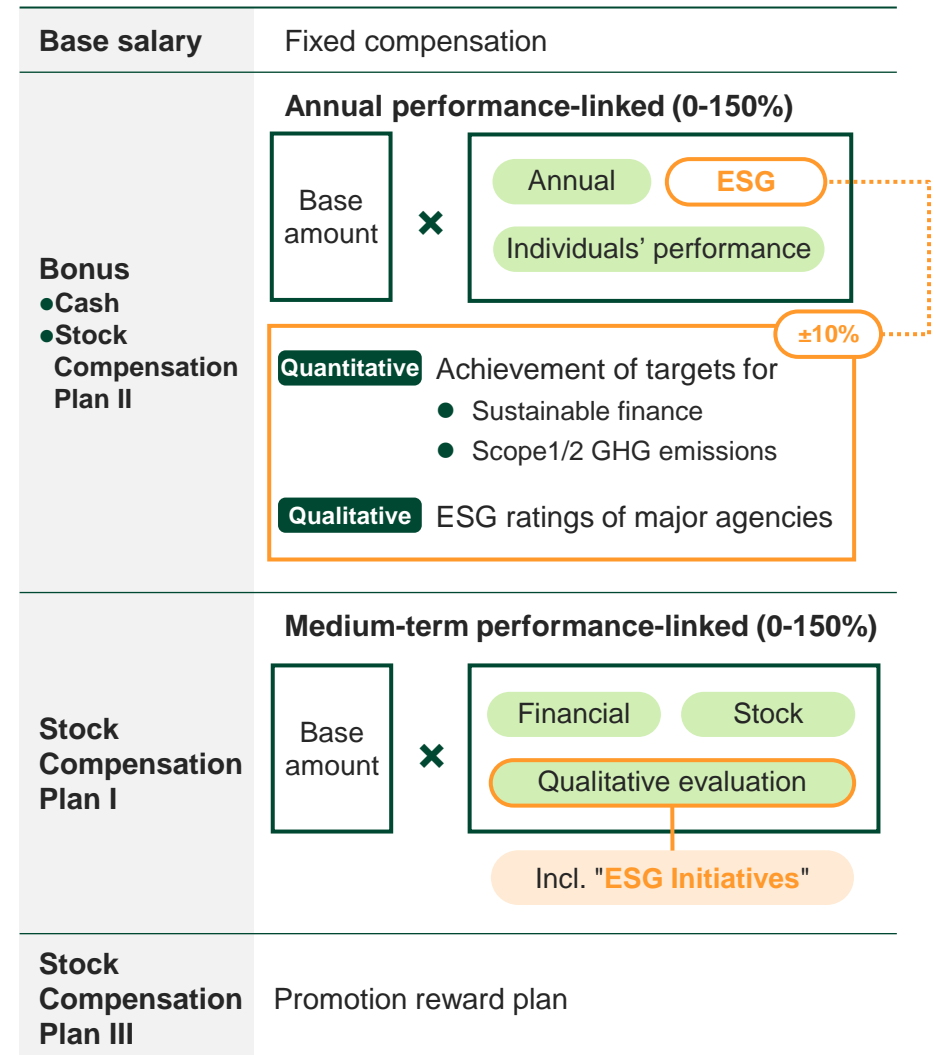 Base salary
Fixed compensation
Bonus
●Cash
●Stock
Compensation
Plan II
Annual performance-linked (0-150%)
Base
amount
×
Annual
ESG
Individuals’ performance
±10%
Quantitative Achievement of targets for
● Sustainable finance
● Scope1/2 GHG emissions
Qualitative ESG ratings of major agencies
Stock
Compensation
Plan I
Medium-term performance-linked (0-150%)
Base
amount
×
Financial
Stock
Qualitative evaluation
Incl. "ESG Initiatives"
Stock
Compensation
Plan III
Promotion reward plan